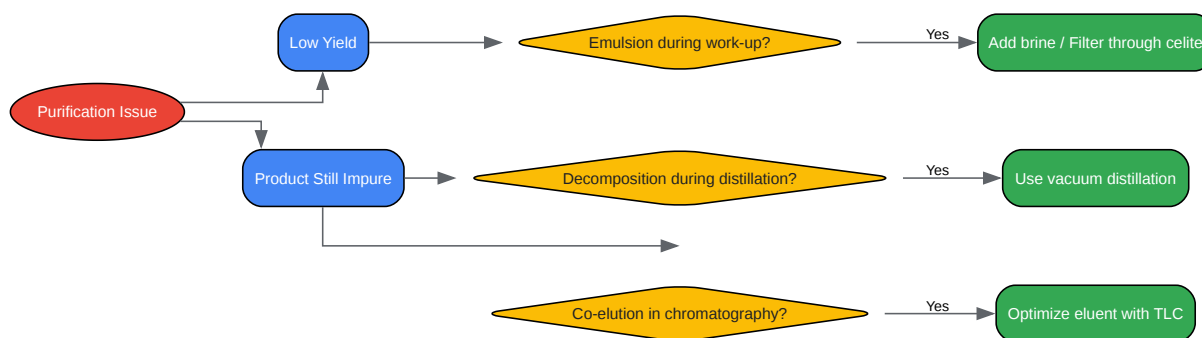 Low Yield
Emulsion during work-up?
Yes
Add brine / Filter through celite
Purification Issue
Product Still Impure
Decomposition during distillation?
Yes
Use vacuum distillation
Co-elution in chromatography?
Yes
Optimize eluent with TLC